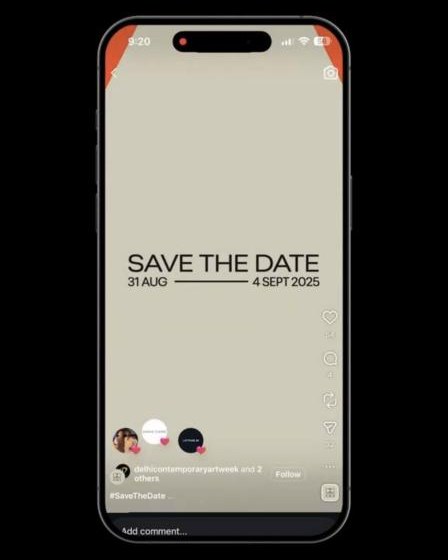 9:20
SAVE THE DATE
31 AUG 4 SEPT 2025
delhicontemporaryartweek and 2
others
Follow
#SaveTheDate ..
Add comment...